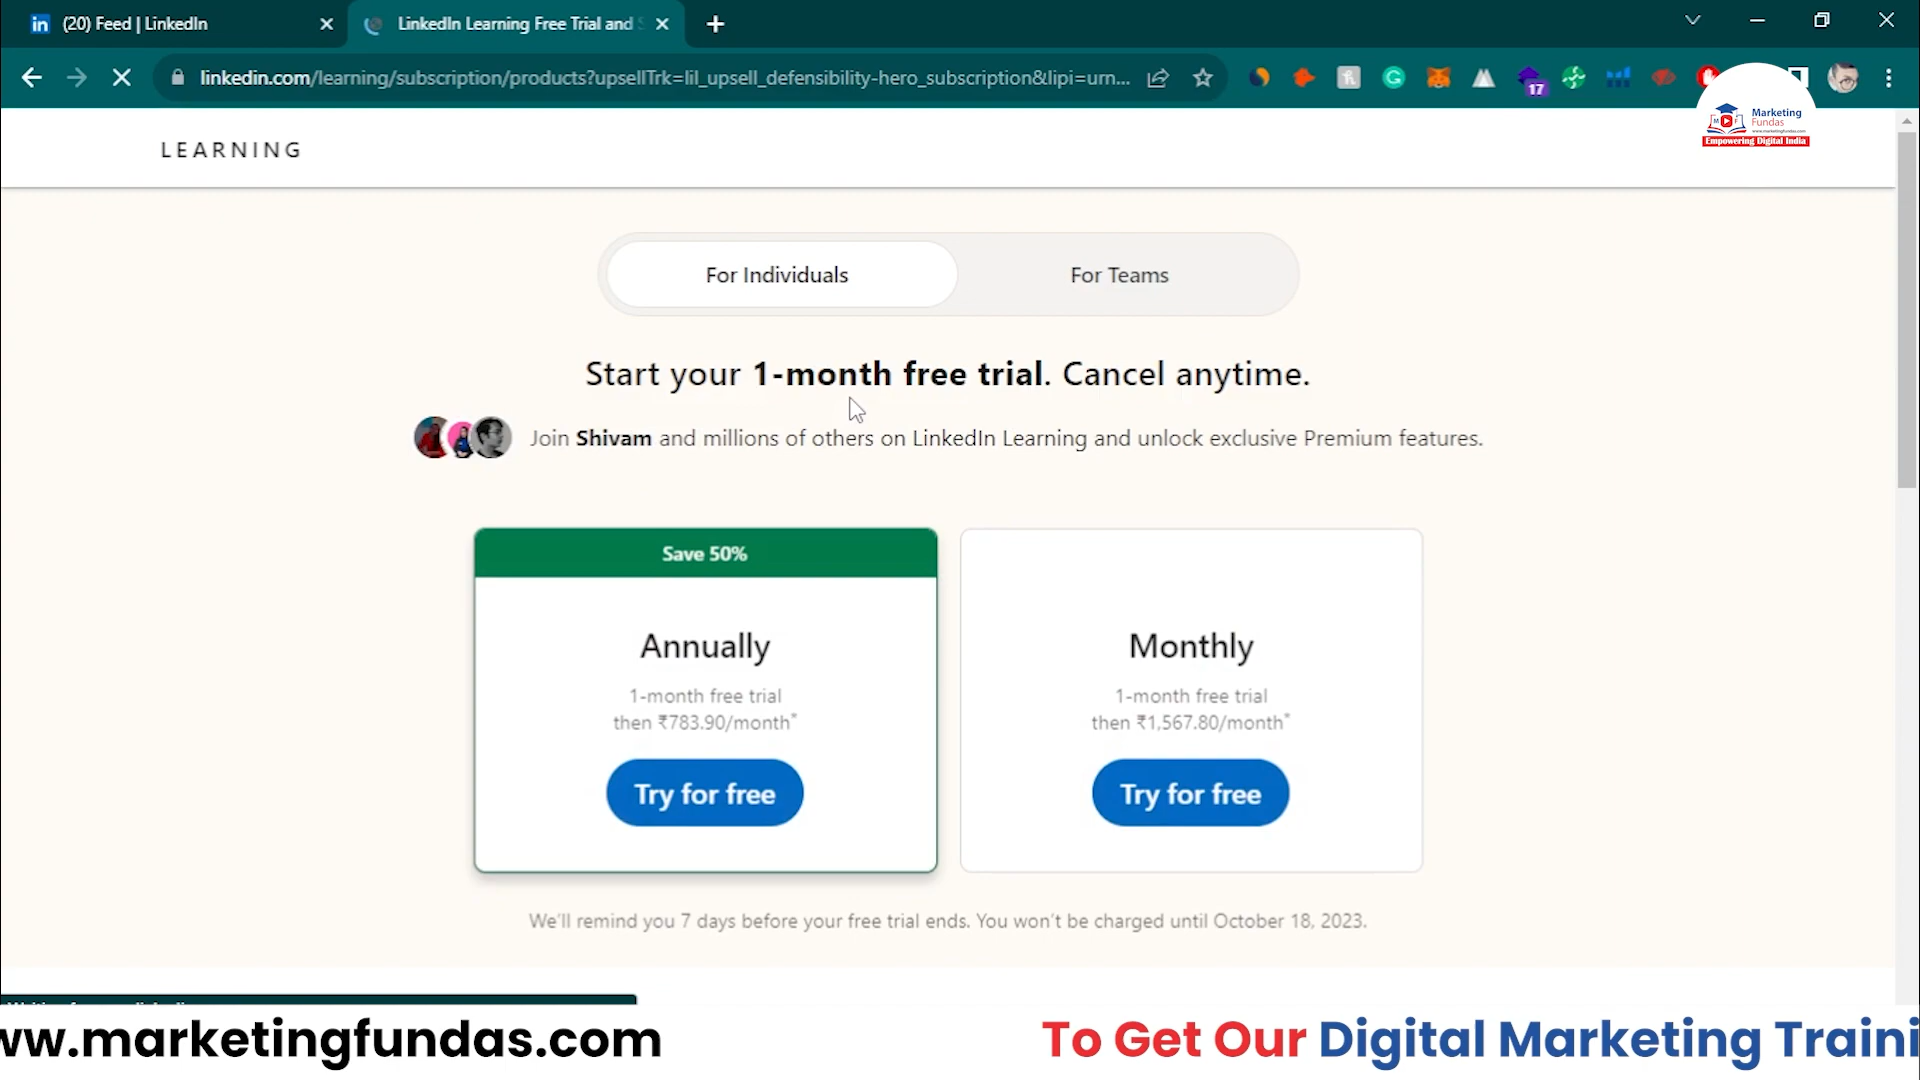 (20) Feed | LinkedIn
LinkedIn Learning Free Trial and
linkedin.com/learning/subscription/products?upsellTrk=lil_upsell_defensibility-hero_subscription&lipi=urn...
17
Marketing
Fundas
www.marketingfundas.com
Empowering Digital India
LEARNING
For Individuals
For Teams
Start your 1-month free trial. Cancel anytime.
Join Shivam and millions of others on LinkedIn Learning and unlock exclusive Premium features.
Save 50%
Annually
1-month free trial
then ₹783.90/month*
Try for free
Monthly
1-month free trial
then ₹1,567.80/month*
Try for free
We'll remind you 7 days before your free trial ends. You won't be charged until October 18, 2023.
ww.marketingfundas.com
To Get Our Digital Marketing Traini